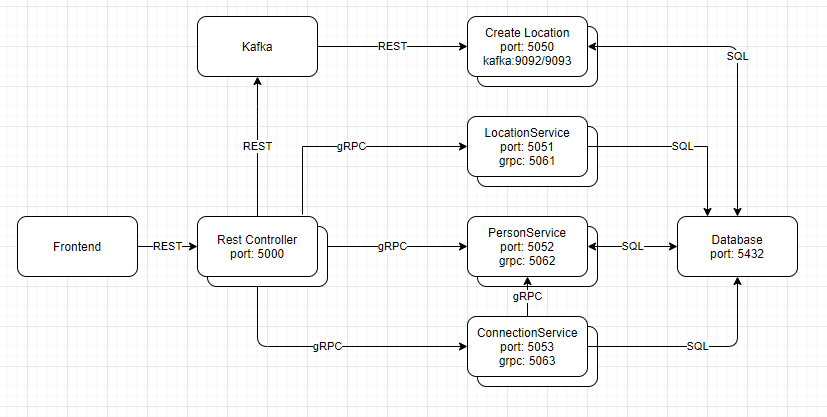 Kafka
REST
Create Location
port: 5050
kafka:9092/9093
SQL
REST
gRPC
LocationService
port: 5051
grpc: 5061
SQL
Frontend
REST
Rest Controller
port: 5000
gRPC
PersonService
port: 5052
grpc: 5062
SQL
Database
port: 5432
gRPC
gRPC
ConnectionService
port: 5053
grpc: 5063
SQL